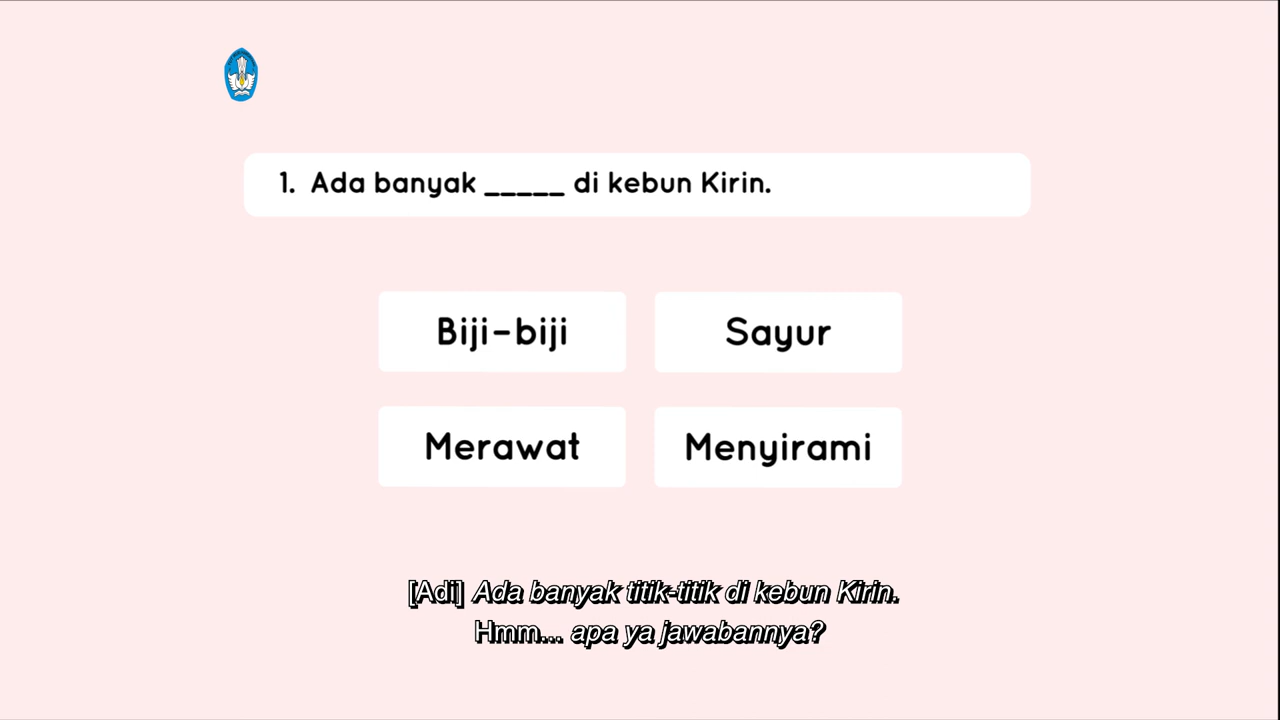 1. Ada banyak _____ di kebun Kirin.
Biji-biji
Sayur
Merawat
Menyirami
[Adi] Ada banyak titik-titik di kebun Kirin.
Hmm... apa ya jawabannya?